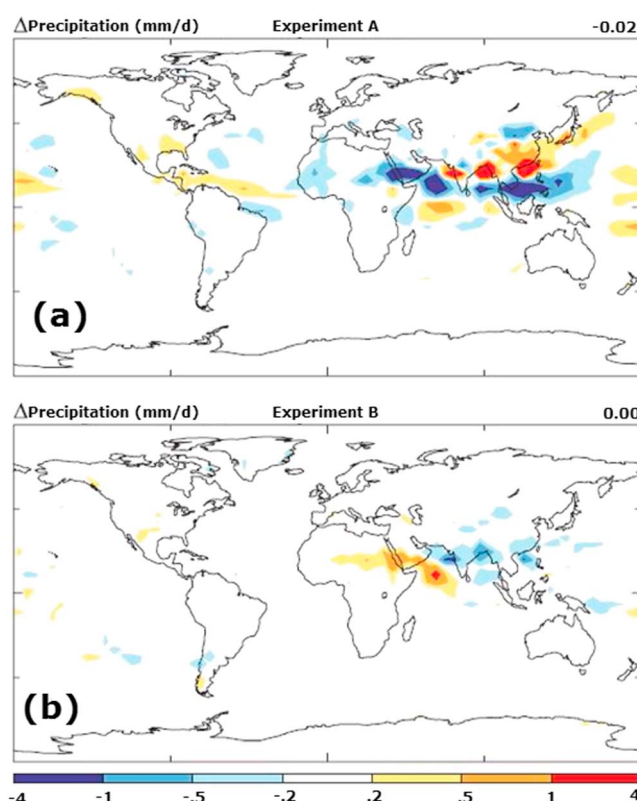 ΔPrecipitation (mm/d) Experiment A -0.02
(a)
ΔPrecipitation (mm/d) Experiment B 0.00
(b)
-4 -1 -.5 -.2 .2 .5 1 4